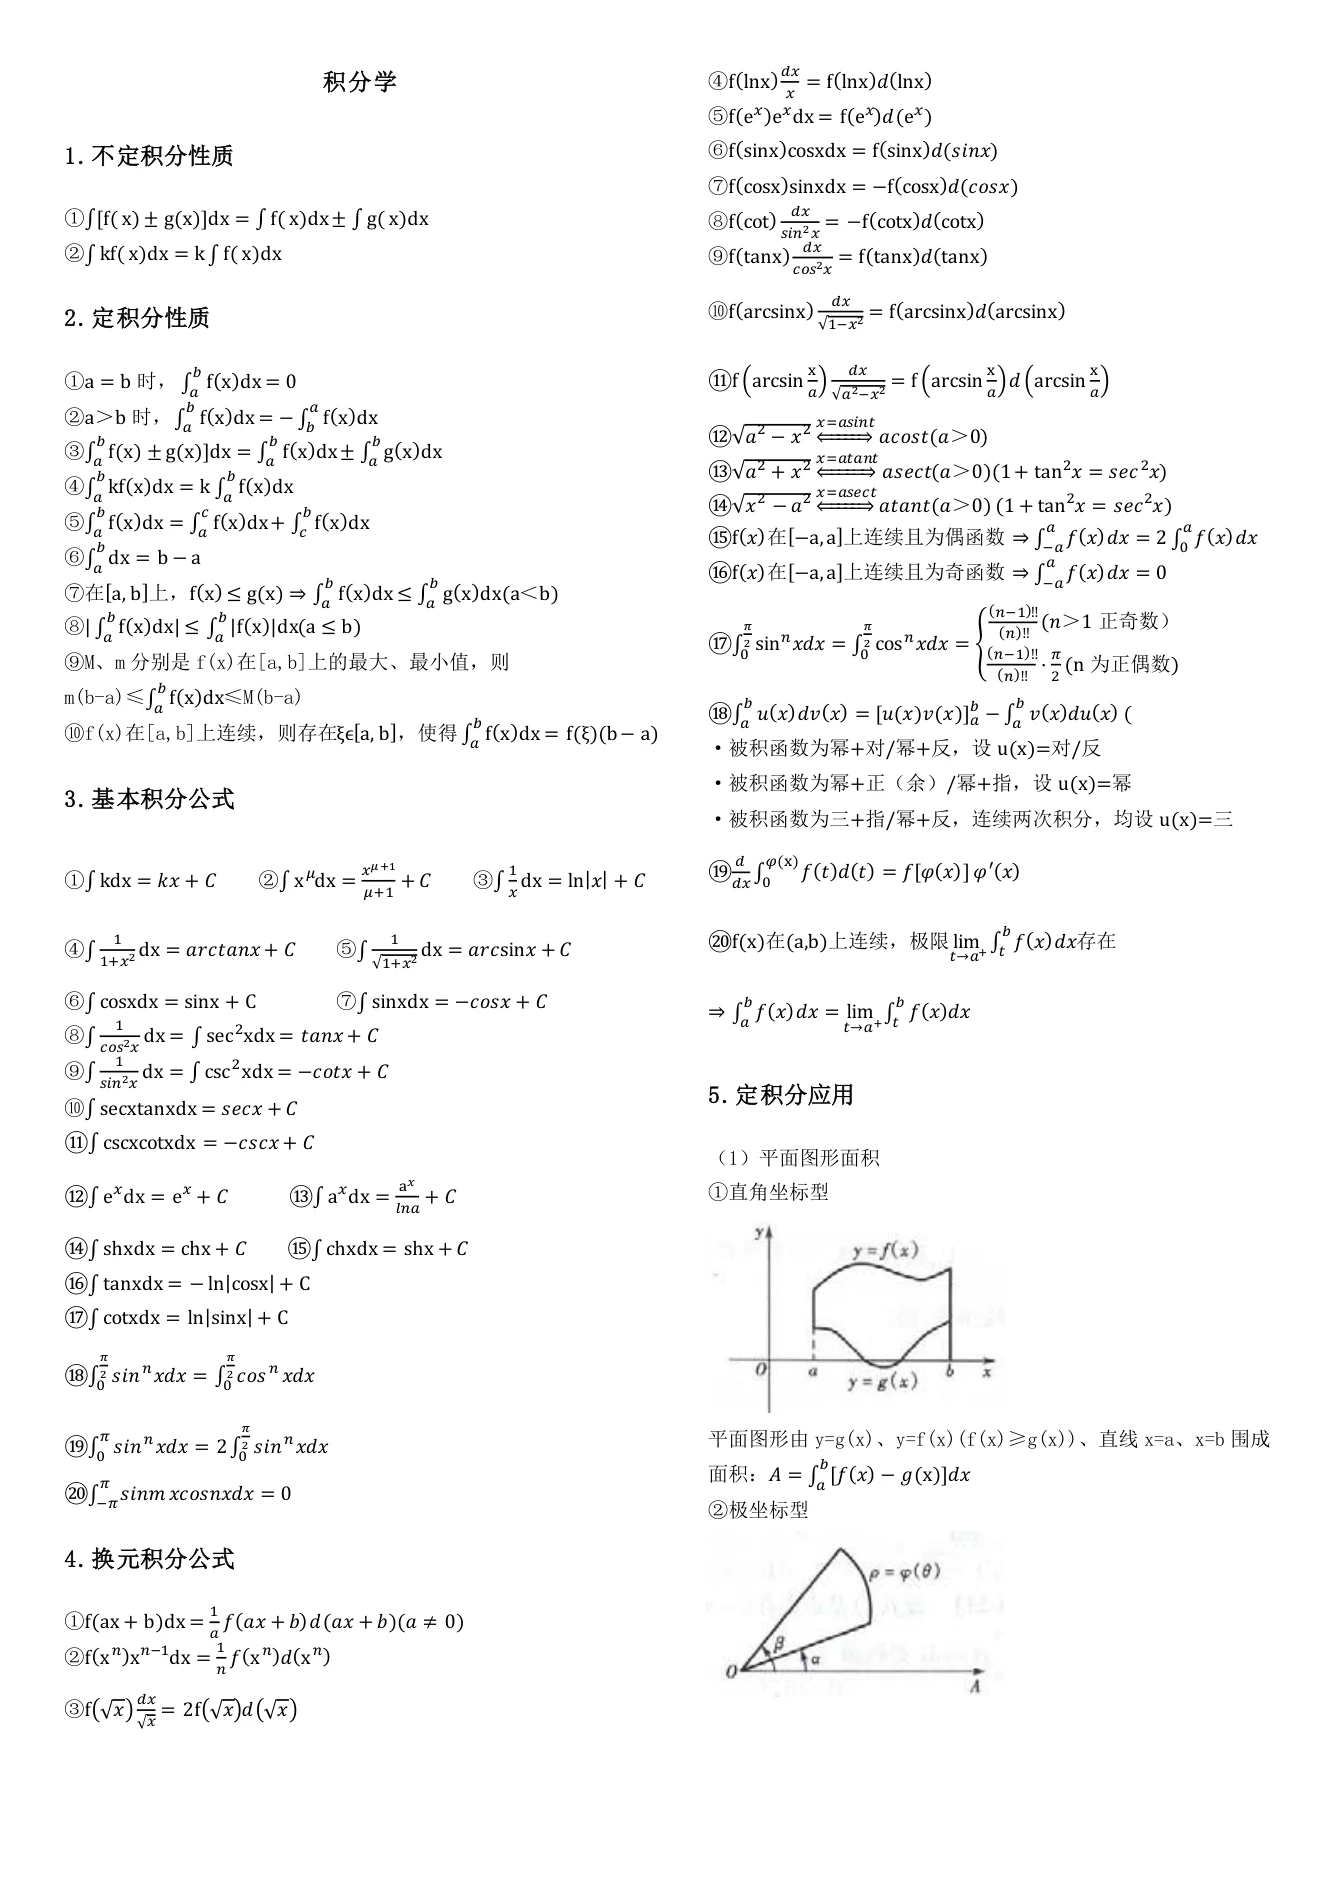 积分学
1. 不定积分性质
①∫[f( x) ± g(x)]dx = ∫ f( x)dx ± ∫ g( x)dx
②∫ kf( x)dx = k ∫ f( x)dx
2. 定积分性质
①a = b 时， ∫_a^b f(x)dx = 0
②a＞b 时，∫_a^b f(x)dx = − ∫_b^a f(x)dx
③∫_a^b f(x) ± g(x)]dx = ∫_a^b f(x)dx ± ∫_a^b g(x)dx
④∫_a^b kf(x)dx = k ∫_a^b f(x)dx
⑤∫_a^b f(x)dx = ∫_a^c f(x)dx + ∫_c^b f(x)dx
⑥∫_a^b dx = b − a
⑦在[a, b]上，f(x) ≤ g(x) ⇒ ∫_a^b f(x)dx ≤ ∫_a^b g(x)dx(a＜b)
⑧| ∫_a^b f(x)dx| ≤ ∫_a^b |f(x)|dx(a ≤ b)
⑨M、m 分别是 f(x)在[a,b]上的最大、最小值，则
m(b-a)≤∫_a^b f(x)dx≤M(b-a)
⑩f(x)在[a,b]上连续，则存在ξϵ[a, b]，使得 ∫_a^b f(x)dx = f(ξ)(b − a)
3. 基本积分公式
①∫ kdx = kx + C ②∫ x^μdx = x^(μ+1)/(μ+1) + C ③∫ 1/x dx = ln|x| + C
④∫ 1/(1+x²) dx = arctanx + C ⑤∫ 1/√(1+x²) dx = arcsinx + C
⑥∫ cosxdx = sinx + C ⑦∫ sinxdx = −cosx + C
⑧∫ 1/cos²x dx = ∫ sec²xdx = tanx + C
⑨∫ 1/sin²x dx = ∫ csc²xdx = −cotx + C
⑩∫ secxtanxdx = secx + C
⑪∫ cscxcotxdx = −cscx + C
⑫∫ e^xdx = e^x + C ⑬∫ a^xdx = a^x/lna + C
⑭∫ shxdx = chx + C ⑮∫ chxdx = shx + C
⑯∫ tanxdx = − ln|cosx| + C
⑰∫ cotxdx = ln|sinx| + C
⑱∫_0^(π/2) sin^n xdx = ∫_0^(π/2) cos^n xdx
⑲∫_0^π sin^n xdx = 2 ∫_0^(π/2) sin^n xdx
⑳∫_(−π)^π sinm xcosnxdx = 0
4. 换元积分公式
①f(ax + b)dx = 1/a f(ax + b)d(ax + b)(a ≠ 0)
②f(x^n)x^(n−1)dx = 1/n f(x^n)d(x^n)
③f(√x) dx/√x = 2f(√x)d(√x)
④f(lnx) dx/x = f(lnx)d(lnx)
⑤f(e^x)e^xdx = f(e^x)d(e^x)
⑥f(sinx)cosxdx = f(sinx)d(sinx)
⑦f(cosx)sinxdx = −f(cosx)d(cosx)
⑧f(cot) dx/sin²x = −f(cotx)d(cotx)
⑨f(tanx) dx/cos²x = f(tanx)d(tanx)
⑩f(arcsinx) dx/√(1−x²) = f(arcsinx)d(arcsinx)
⑪f (arcsin x/a) dx/√(a²−x²) = f (arcsin x/a) d (arcsin x/a)
⑫√(a² − x²) ⟺^(x=asint) acost(a＞0)
⑬√(a² + x²) ⟺^(x=atant) asect(a＞0)(1 + tan²x = sec²x)
⑭√(x² − a²) ⟺^(x=asect) atant(a＞0) (1 + tan²x = sec²x)
⑮f(x)在[−a, a]上连续且为偶函数 ⇒ ∫_(−a)^a f(x)dx = 2 ∫_0^a f(x)dx
⑯f(x)在[−a, a]上连续且为奇函数 ⇒ ∫_(−a)^a f(x)dx = 0
⑰∫_0^(π/2) sin^n xdx = ∫_0^(π/2) cos^n xdx = { (n−1)!!/(n)!! (n＞1 正奇数）
(n−1)!!/(n)!! · π/2 (n 为正偶数)
⑱∫_a^b u(x)dv(x) = [u(x)v(x)]_a^b − ∫_a^b v(x)du(x) (
·被积函数为幂+对/幂+反，设 u(x)=对/反
·被积函数为幂+正（余）/幂+指，设 u(x)=幂
·被积函数为三+指/幂+反，连续两次积分，均设 u(x)=三
⑲d/dx ∫_0^(φ(x)) f(t)d(t) = f[φ(x)] φ′(x)
⑳f(x)在(a,b)上连续，极限 lim_(t→a⁺) ∫_t^b f(x)dx存在
⇒ ∫_a^b f(x)dx = lim_(t→a⁺) ∫_t^b f(x)dx
5. 定积分应用
（1）平面图形面积
①直角坐标型
y
y = f(x)
O a b x
y = g(x)
平面图形由 y=g(x)、y=f(x)(f(x)≥g(x))、直线 x=a、x=b 围成
面积：A = ∫_a^b [f(x) − g(x)]dx
②极坐标型
ρ = φ(θ)
β
α
O
A